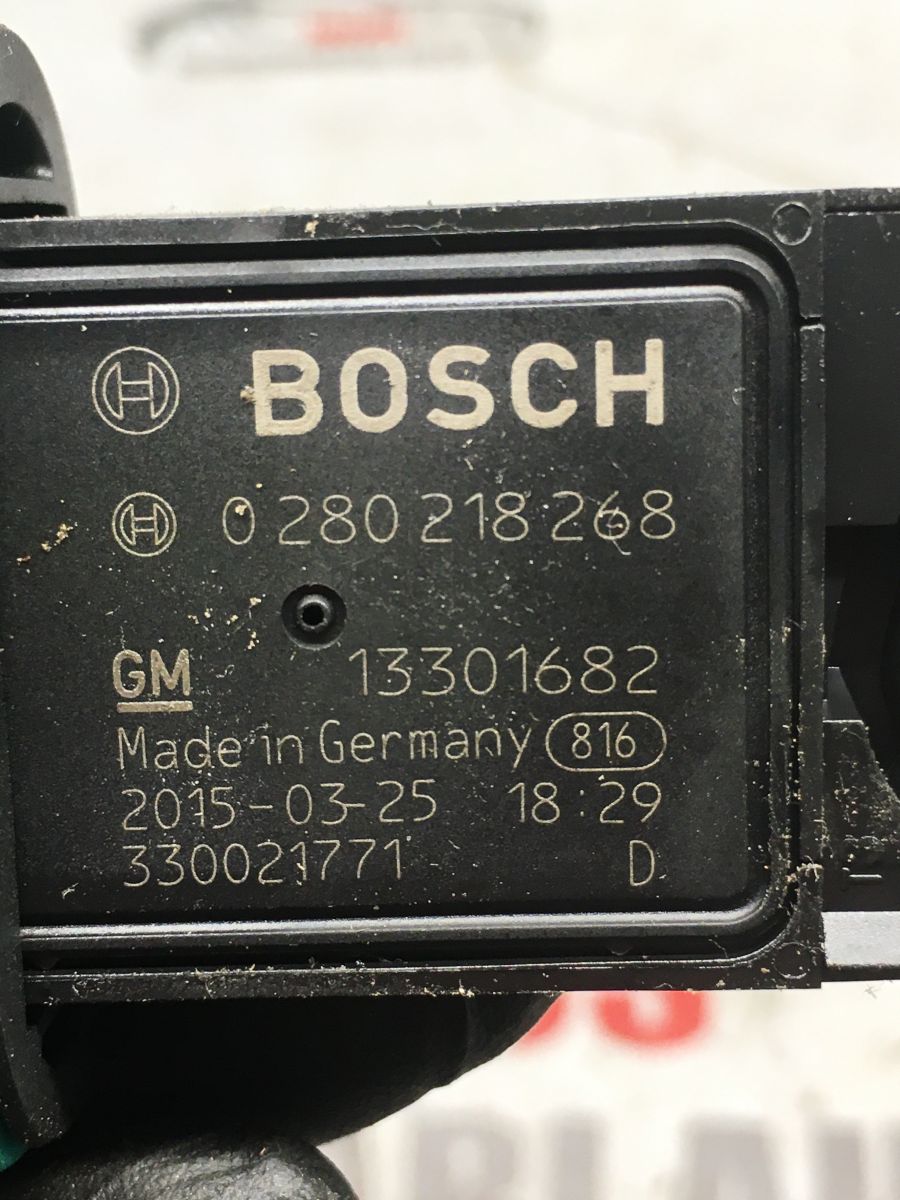 BOSCH
0 280 218 268
GM 13301682
Made in Germany 816
2015-03-25 18:29
330021771 D